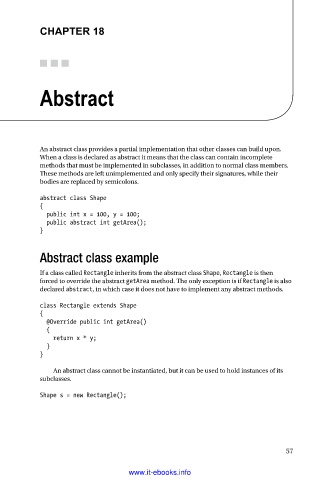 CHAPTER 18
Abstract
An abstract class provides a partial implementation that other classes can build upon.
When a class is declared as abstract it means that the class can contain incomplete
methods that must be implemented in subclasses, in addition to normal class members.
These methods are left unimplemented and only specify their signatures, while their
bodies are replaced by semicolons.
abstract class Shape
{
public int x = 100, y = 100;
public abstract int getArea();
}
Abstract class example
If a class called Rectangle inherits from the abstract class Shape, Rectangle is then
forced to override the abstract getArea method. The only exception is if Rectangle is also
declared abstract, in which case it does not have to implement any abstract methods.
class Rectangle extends Shape
{
@Override public int getArea()
{
return x * y;
}
}
An abstract class cannot be instantiated, but it can be used to hold instances of its
subclasses.
Shape s = new Rectangle();
57
www.it-ebooks.info